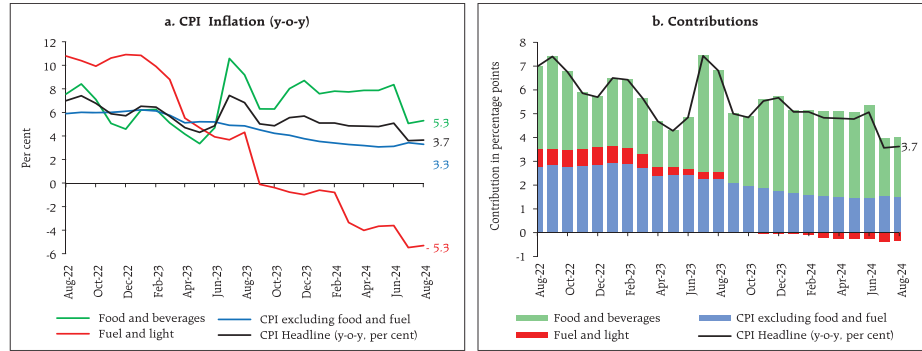 a. CPI Inflation (y-o-y)
Per cent
12
10
8
6
4
2
0
-2
-4
-6
5.3
3.7
3.3
- 5.3
Aug-22
Oct-22
Dec-22
Feb-23
Apr-23
Jun-23
Aug-23
Oct-23
Dec-23
Feb-24
Apr-24
Jun-24
Aug-24
Food and beverages
CPI excluding food and fuel
Fuel and light
CPI Headline (y-o-y, per cent)
b. Contributions
Contribution in percentage points
8
7
6
5
4
3
2
1
0
-1
3.7
Aug-22
Oct-22
Dec-22
Feb-23
Apr-23
Jun-23
Aug-23
Oct-23
Dec-23
Feb-24
Apr-24
Jun-24
Aug-24
Food and beverages
CPI excluding food and fuel
Fuel and light
CPI Headline (y-o-y, per cent)